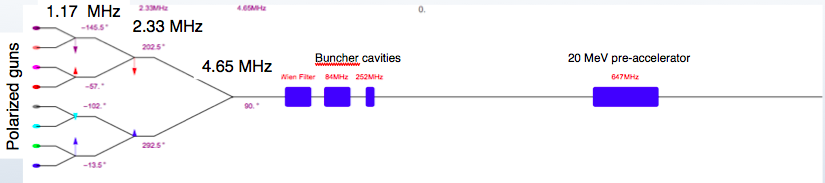 1.17 MHz
2.33MHz
4.65MHz
0.
-145.5°
2.33 MHz
202.5°
4.65 MHz
Buncher cavities
20 MeV pre-accelerator
Wien Filter
84MHz
252MHz
647MHz
Polarized guns
-57.°
-102.°
90.°
292.5°
-13.5°